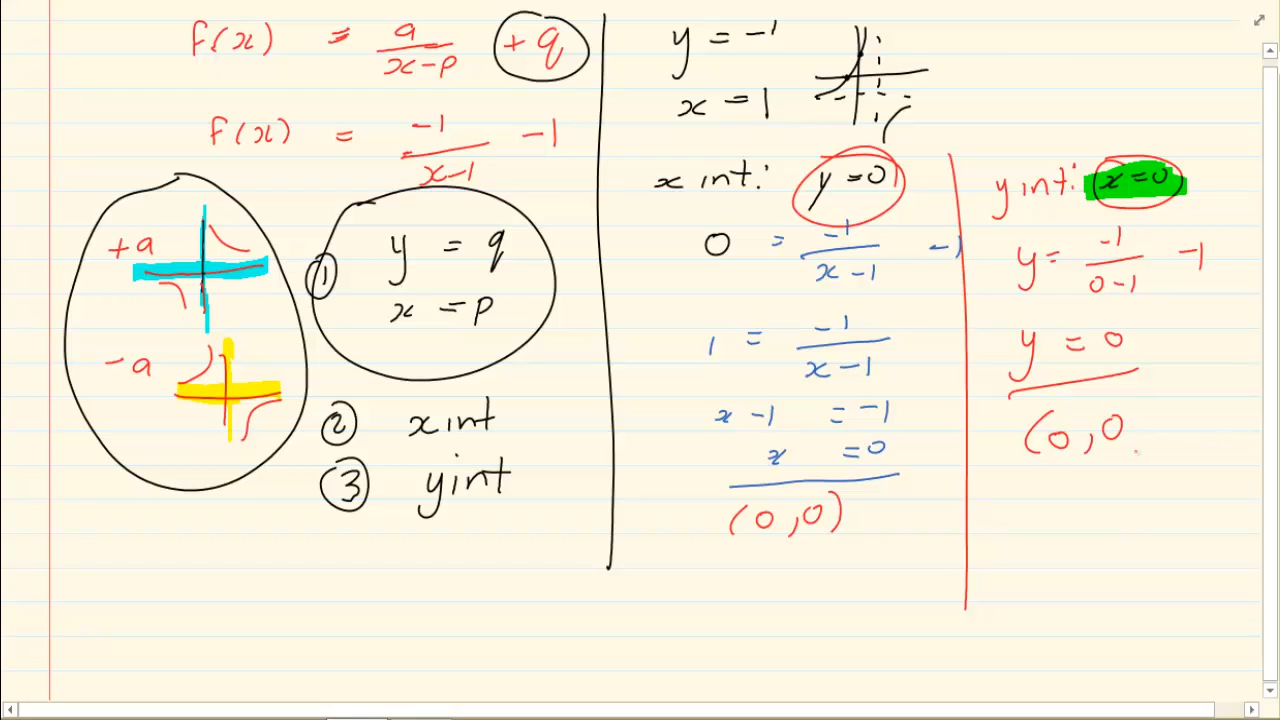 f(x) = a/(x-p) + q
f(x) = -1/(x-1) -1
+a
-a
① y = q
x = p
② x int
③ y int
y = -1
x = 1
x int: y = 0
0 = -1/(x-1) -1
1 = -1/(x-1)
x -1 = -1
x = 0
(0,0)
y int: x = 0
y = -1/(0-1) -1
y = 0
(0,0